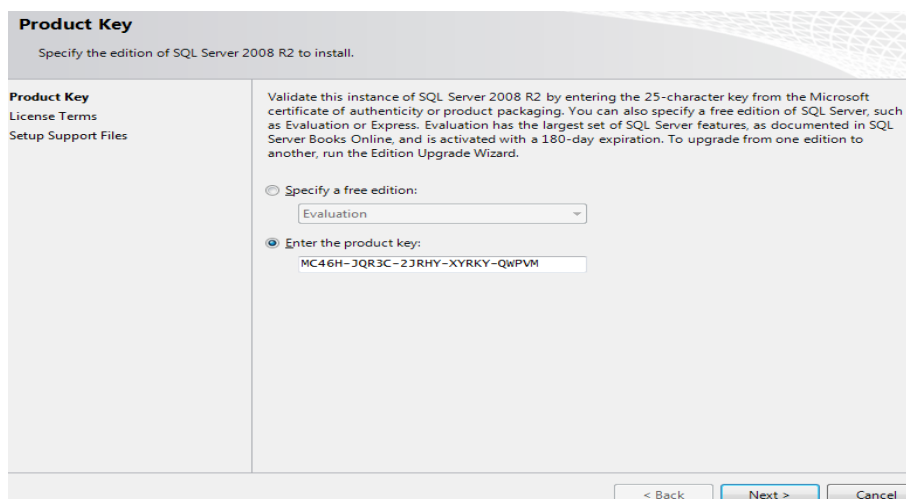 Product Key
Specify the edition of SQL Server 2008 R2 to install.
Product Key
License Terms
Setup Support Files
Validate this instance of SQL Server 2008 R2 by entering the 25-character key from the Microsoft
certificate of authenticity or product packaging. You can also specify a free edition of SQL Server, such
as Evaluation or Express. Evaluation has the largest set of SQL Server features, as documented in SQL
Server Books Online, and is activated with a 180-day expiration. To upgrade from one edition to
another, run the Edition Upgrade Wizard.
Specify a free edition:
Evaluation
Enter the product key:
MC46H-JQR3C-2JRHY-XYRKY-QWPVM
< Back
Next >
Cancel